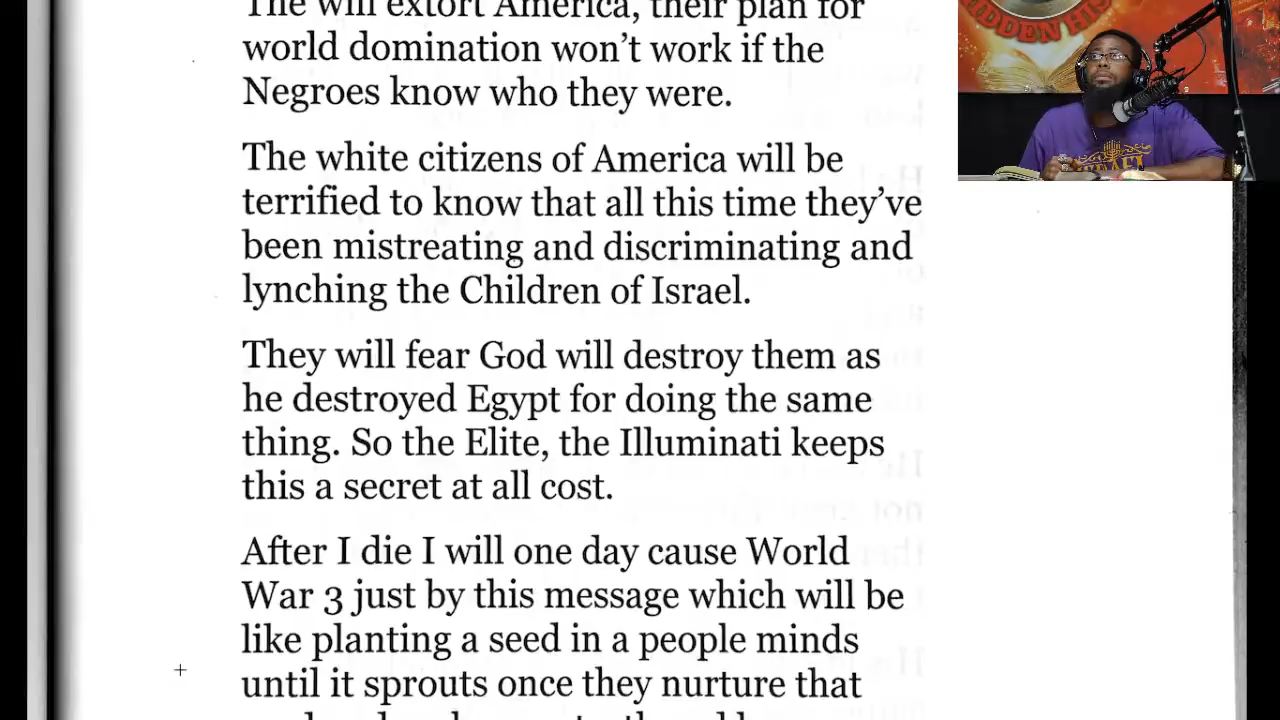 The will extort America, their plan for
world domination won't work if the
Negroes know who they were.
The white citizens of America will be
terrified to know that all this time they've
been mistreating and discriminating and
lynching the Children of Israel.
They will fear God will destroy them as
he destroyed Egypt for doing the same
thing. So the Elite, the Illuminati keeps
this a secret at all cost.
After I die I will one day cause World
War 3 just by this message which will be
like planting a seed in a people minds
until it sprouts once they nurture that